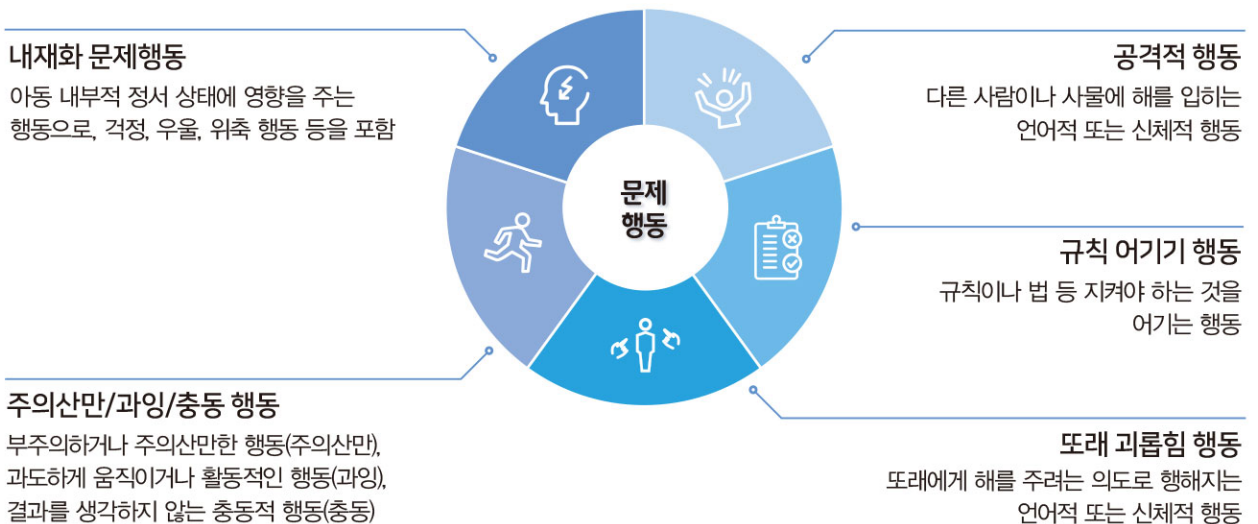 내재화 문제행동
아동 내부적 정서 상태에 영향을 주는
행동으로, 걱정, 우울, 위축 행동 등을 포함
공격적 행동
다른 사람이나 사물에 해를 입히는
언어적 또는 신체적 행동
문제
행동
규칙 어기기 행동
규칙이나 법 등 지켜야 하는 것을
어기는 행동
주의산만/과잉/충동 행동
부주의하거나 주의산만한 행동(주의산만),
과도하게 움직이거나 활동적인 행동(과잉),
결과를 생각하지 않는 충동적 행동(충동)
또래 괴롭힘 행동
또래에게 해를 주려는 의도로 행해지는
언어적 또는 신체적 행동